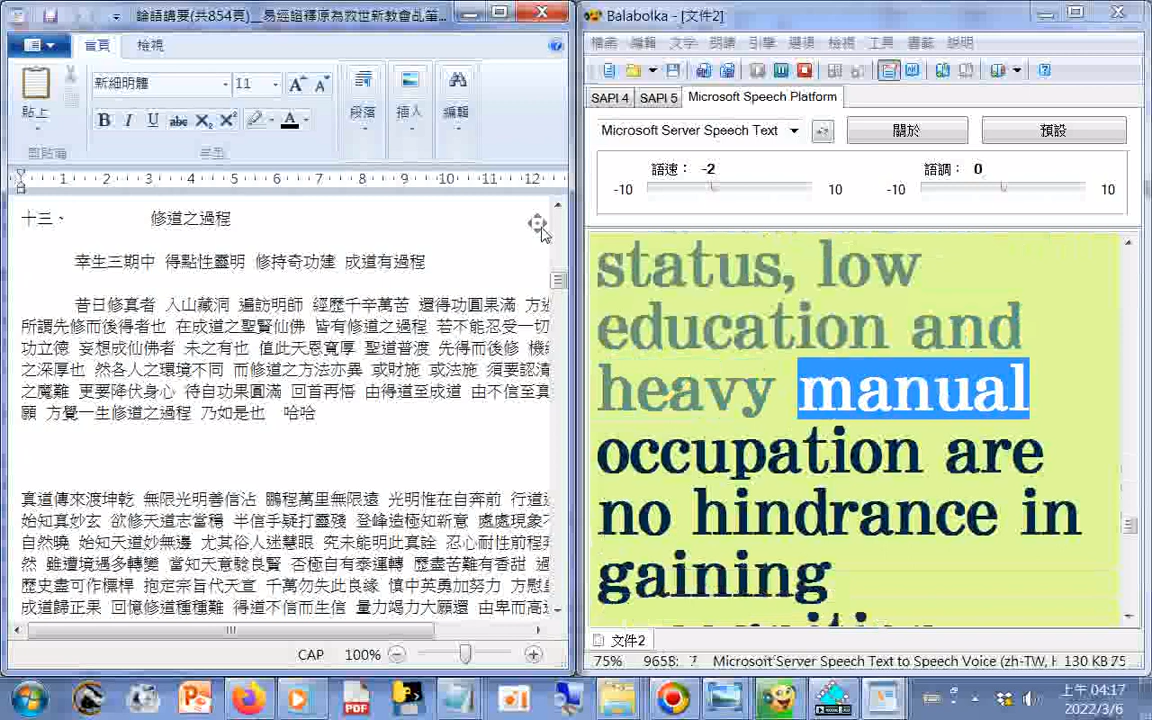 論語講要(共854頁)__易經證釋原為救世新教會乩筆...
首頁
檢視
貼上
剪貼簿
新細明體
11
字型
段落
插入
編輯
1 2 3 4 5 6 7 8 9 10 11 12
十三、 修道之過程
幸生三期中 得點性靈明 修持奇功建 成道有過程
昔日修真者 入山藏洞 遍訪明師 經歷千辛萬苦 還得功圓果滿 方
所謂先修而後得者也 在成道之聖賢仙佛 皆有修道之過程 若不能忍受一切
功立德 妄想成仙佛者 未之有也 值此天恩寬厚 聖道普渡 先得而後修 機
之深厚也 然各人之環境不同 而修道之方法亦異 或財施 或法施 須要認清
之魔難 更要降伏身心 待自功果圓滿 回首再悟 由得道至成道 由不信至真
願 方覺一生修道之過程 乃如是也 哈哈
真道傳來渡坤乾 無限光明善信沾 鵬程萬里無限遠 光明惟在自奔前 行道
始知真妙玄 欲修天道志當穩 半信半疑打靈殘 登峰造極知新意 處處現象
自然曉 始知天道妙無邊 尤其俗人迷慧眼 究未能明此真詮 忍心耐性前程
然 雖遭境遇多轉變 當知天意驗良賢 否極自有泰運轉 歷盡苦難有香甜 過
歷史盡可作標桿 抱定宗旨代天宣 千萬勿失此良緣 慎中英勇加努力 方慰
成道歸正果 回憶修道種種難 得道不信而生信 量力竭力大願還 由卑而高
CAP 100%
Balabolka - [文件2]
檔案 編輯 文字 朗讀 引擎 選項 檢視 工具 書籤 說明
SAPI 4 SAPI 5 Microsoft Speech Platform
Microsoft Server Speech Text
關於
預設
語速: -2
語調: 0
-10 10 -10 10
status, low
education and
heavy manual
occupation are
no hindrance in
gaining
文件2
75% 9658: Microsoft Server Speech Text to Speech Voice (zh-TW, 130 KB
上午 04:17
2022/3/6